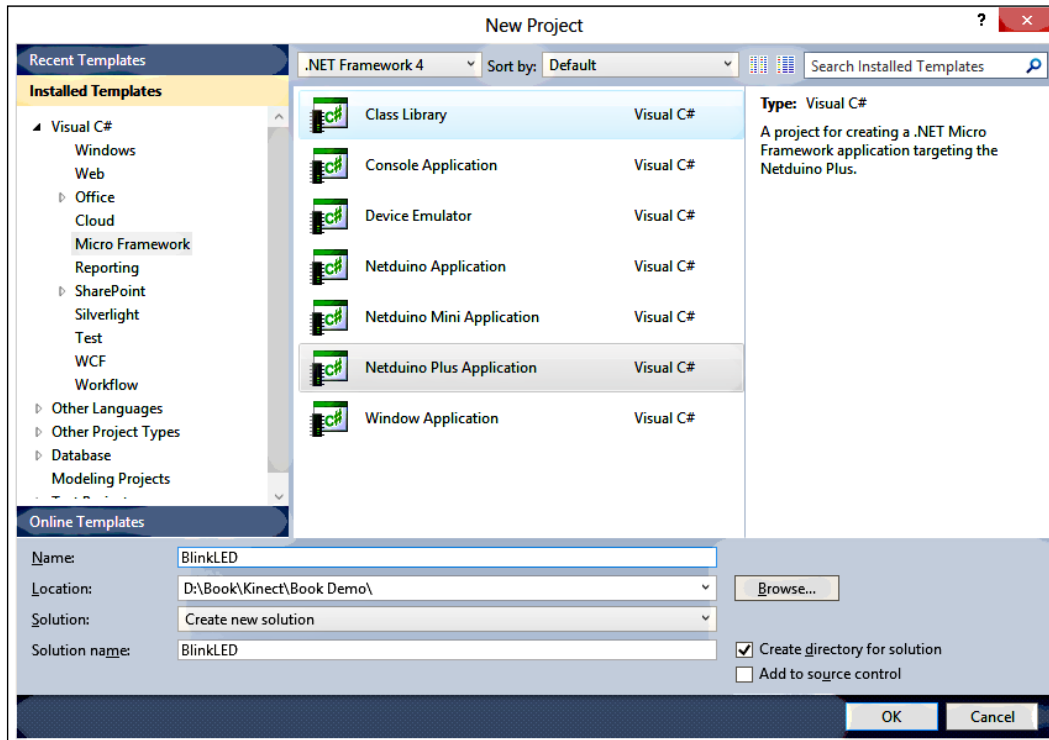 New Project
?
Recent Templates
Installed Templates
Visual C#
Windows
Web
Office
Cloud
Micro Framework
Reporting
SharePoint
Silverlight
Test
WCF
Workflow
Other Languages
Other Project Types
Database
Modeling Projects
Online Templates
.NET Framework 4
Sort by: Default
Search Installed Templates
Class Library Visual C#
Console Application Visual C#
Device Emulator Visual C#
Netduino Application Visual C#
Netduino Mini Application Visual C#
Netduino Plus Application Visual C#
Window Application Visual C#
Type: Visual C#
A project for creating a .NET Micro
Framework application targeting the
Netduino Plus.
Name: BlinkLED
Location: D:\Book\Kinect\Book Demo\
Browse...
Solution: Create new solution
Solution name: BlinkLED
Create directory for solution
Add to source control
OK
Cancel